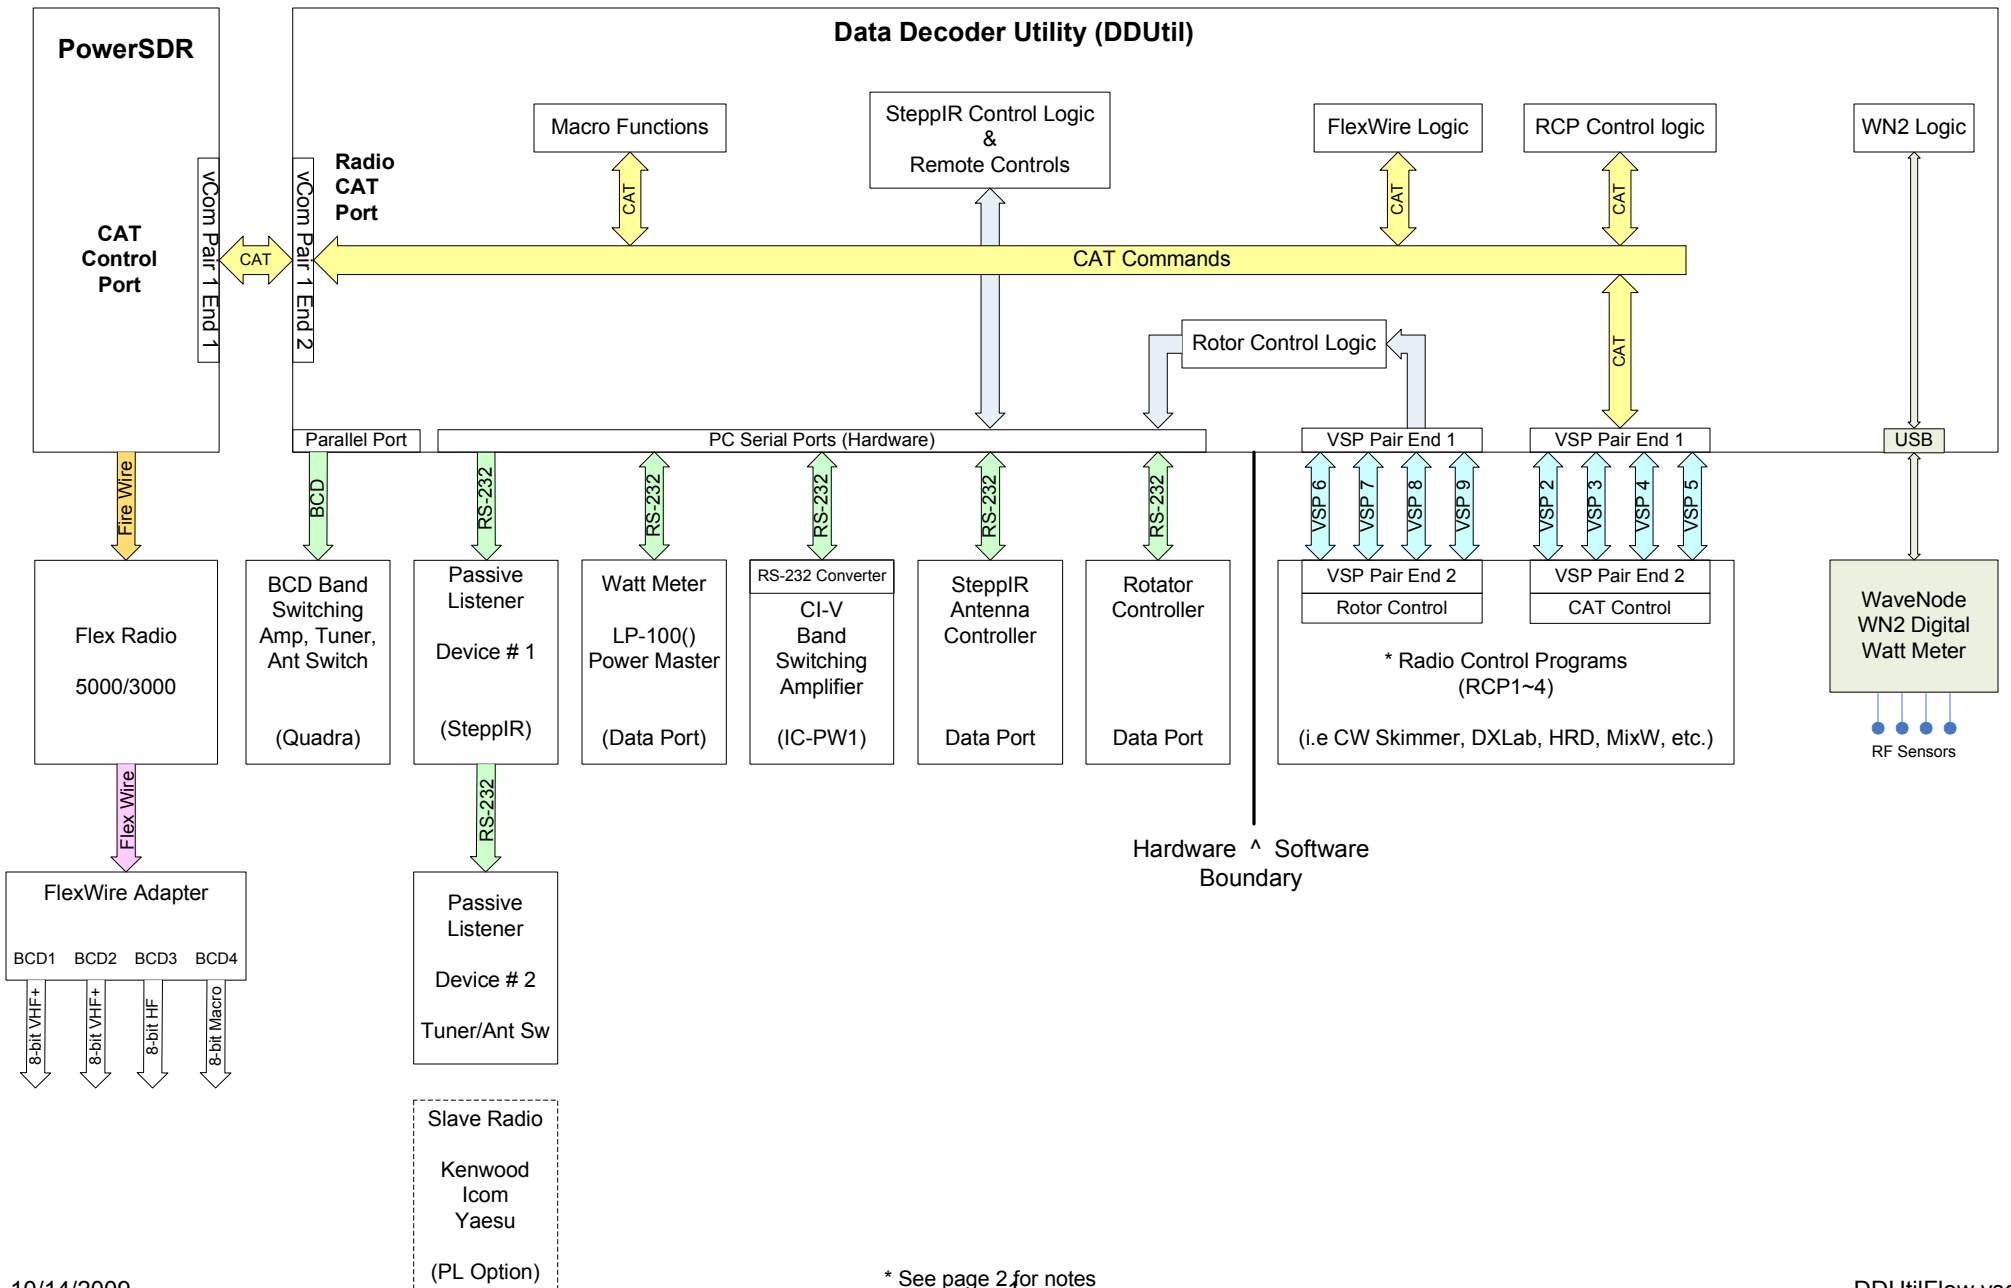 PowerSDR
Data Decoder Utility (DDUtil)
Macro Functions
SteppIR Control Logic
&
Remote Controls
FlexWire Logic
RCP Control logic
WN2 Logic
Radio
CAT
Port
CAT
CAT
CAT
CAT
Control
Port
vCom Pair 1 End 1
CAT
vCom Pair 1 End 2
CAT Commands
Rotor Control Logic
CAT
Parallel Port
PC Serial Ports (Hardware)
VSP Pair End 1
VSP Pair End 1
USB
Fire Wire
BCD
RS-232
RS-232
RS-232
RS-232
RS-232
VSP 6
VSP 7
VSP 8
VSP 9
VSP 2
VSP 3
VSP 4
VSP 5
Flex Radio
5000/3000
BCD Band
Switching
Amp, Tuner,
Ant Switch
(Quadra)
Passive
Listener
Device # 1
(SteppIR)
Watt Meter
LP-100()
Power Master
(Data Port)
RS-232 Converter
CI-V
Band
Switching
Amplifier
(IC-PW1)
SteppIR
Antenna
Controller
Data Port
Rotator
Controller
Data Port
VSP Pair End 2
Rotor Control
VSP Pair End 2
CAT Control
* Radio Control Programs
(RCP1~4)
(i.e CW Skimmer, DXLab, HRD, MixW, etc.)
WaveNode
WN2 Digital
Watt Meter
RF Sensors
Flex Wire
RS-232
Hardware ^ Software
Boundary
FlexWire Adapter
BCD1 BCD2 BCD3 BCD4
8-bit VHF+
8-bit VHF+
8-bit HF
8-bit Macro
Passive
Listener
Device # 2
Tuner/Ant Sw
Slave Radio
Kenwood
Icom
Yaesu
(PL Option)
10/14/2009
* See page 2 for notes